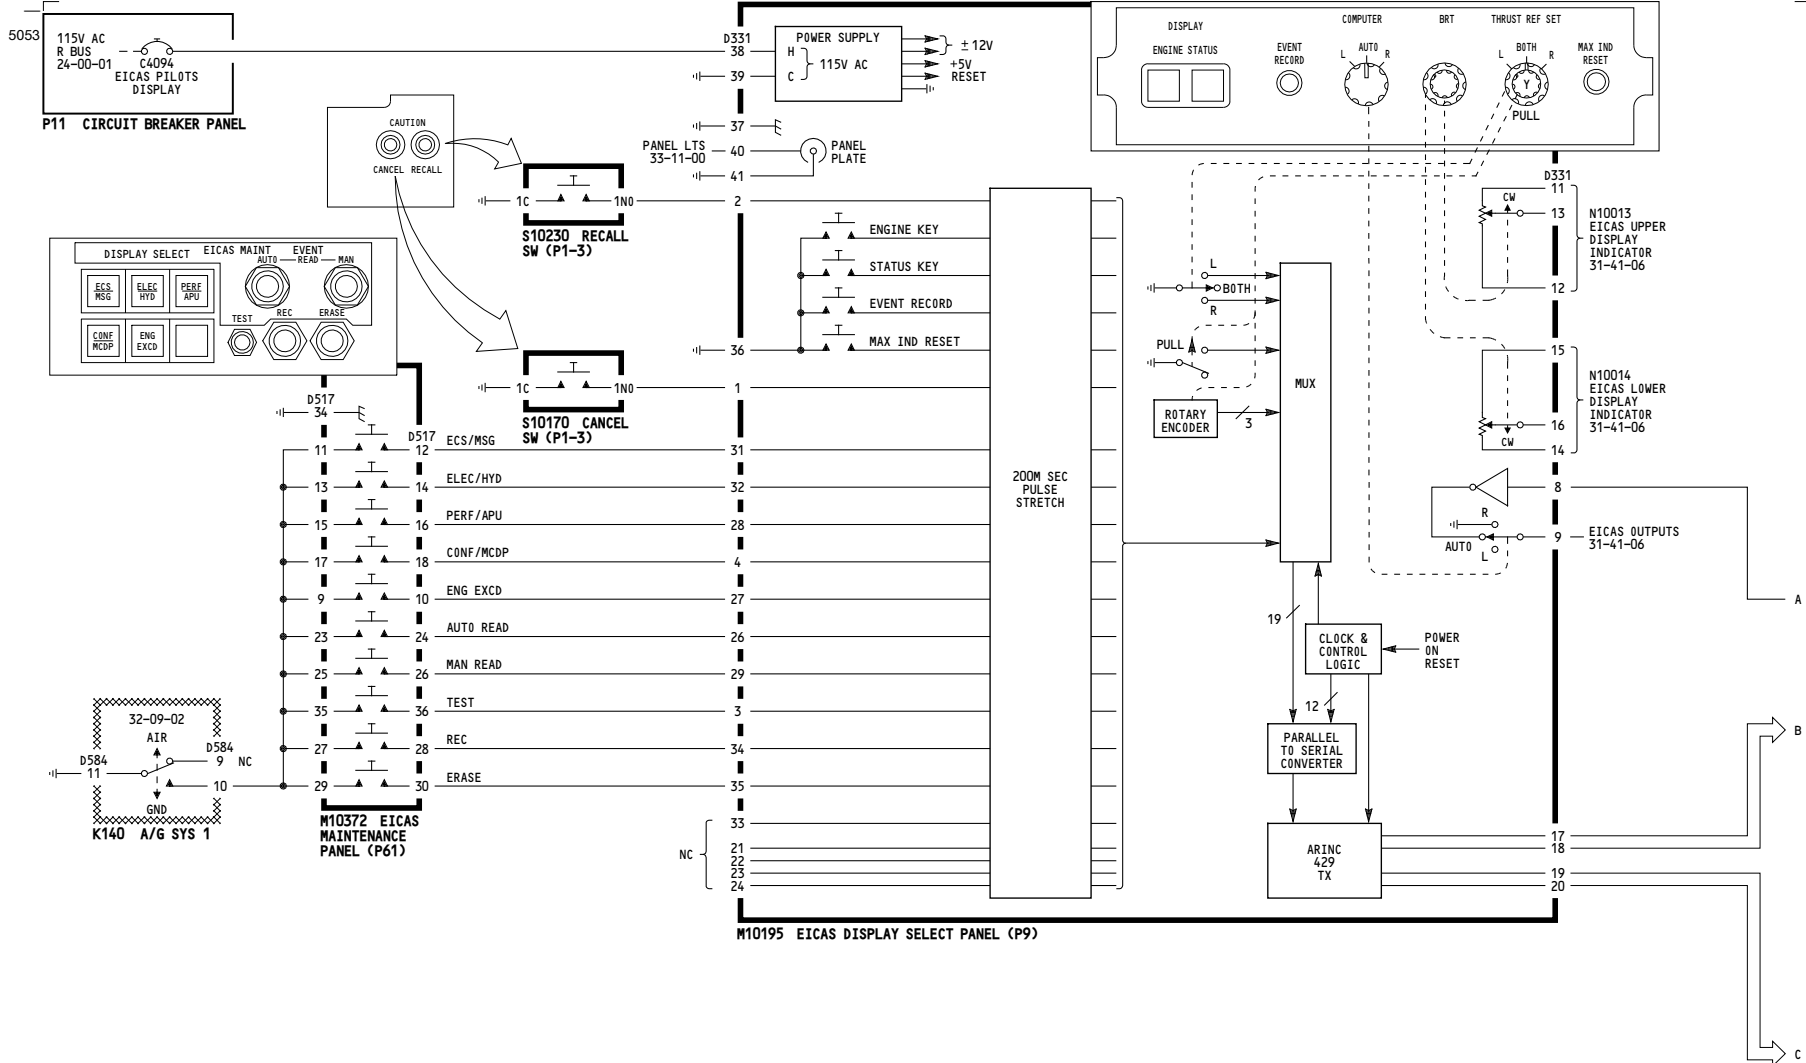 5053
115V AC
R BUS
24-00-01
C4094
EICAS PILOTS
DISPLAY
P11 CIRCUIT BREAKER PANEL
CAUTION
CANCEL RECALL
1C
1NO
S10230 RECALL
SW (P1-3)
1C
1NO
S10170 CANCEL
SW (P1-3)
DISPLAY SELECT
EICAS MAINT
EVENT
AUTO
READ
MAN
ECS
MSG
ELEC
HYD
PERF
APU
CONF
MCDP
ENG
EXCD
TEST
REC
ERASE
D517
34
D517
11
12
ECS/MSG
13
14
ELEC/HYD
15
16
PERF/APU
17
18
CONF/MCDP
9
10
ENG EXCD
23
24
AUTO READ
25
26
MAN READ
35
36
TEST
27
28
REC
29
30
ERASE
M10372 EICAS
MAINTENANCE
PANEL (P61)
32-09-02
AIR
D584
11
D584
9
NC
10
GND
K140 A/G SYS 1
D331
38
39
37
PANEL LTS
33-11-00
40
41
2
36
1
31
32
28
4
27
26
29
3
34
35
NC
33
21
22
23
24
POWER SUPPLY
H
C
115V AC
± 12V
+5V
RESET
PANEL
PLATE
ENGINE KEY
STATUS KEY
EVENT RECORD
MAX IND RESET
200M SEC
PULSE
STRETCH
L
BOTH
R
PULL
ROTARY
ENCODER
3
MUX
19
CLOCK &
CONTROL
LOGIC
POWER
ON
RESET
12
PARALLEL
TO SERIAL
CONVERTER
ARINC
429
TX
M10195 EICAS DISPLAY SELECT PANEL (P9)
DISPLAY
ENGINE STATUS
EVENT
RECORD
COMPUTER
L
AUTO
R
BRT
THRUST REF SET
L
BOTH
R
Y
PULL
MAX IND
RESET
D331
11
CW
13
12
N10013
EICAS UPPER
DISPLAY
INDICATOR
31-41-06
15
16
CW
14
N10014
EICAS LOWER
DISPLAY
INDICATOR
31-41-06
8
R
AUTO
L
9
EICAS OUTPUTS
31-41-06
17
18
19
20
A
B
C